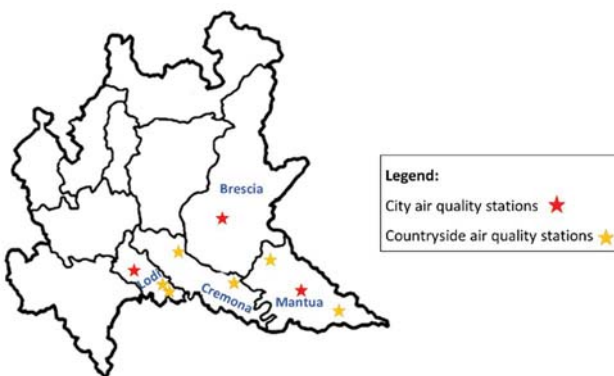 Brescia
Legend:
City air quality stations
Countryside air quality stations
Lodi
Cremona
Mantua